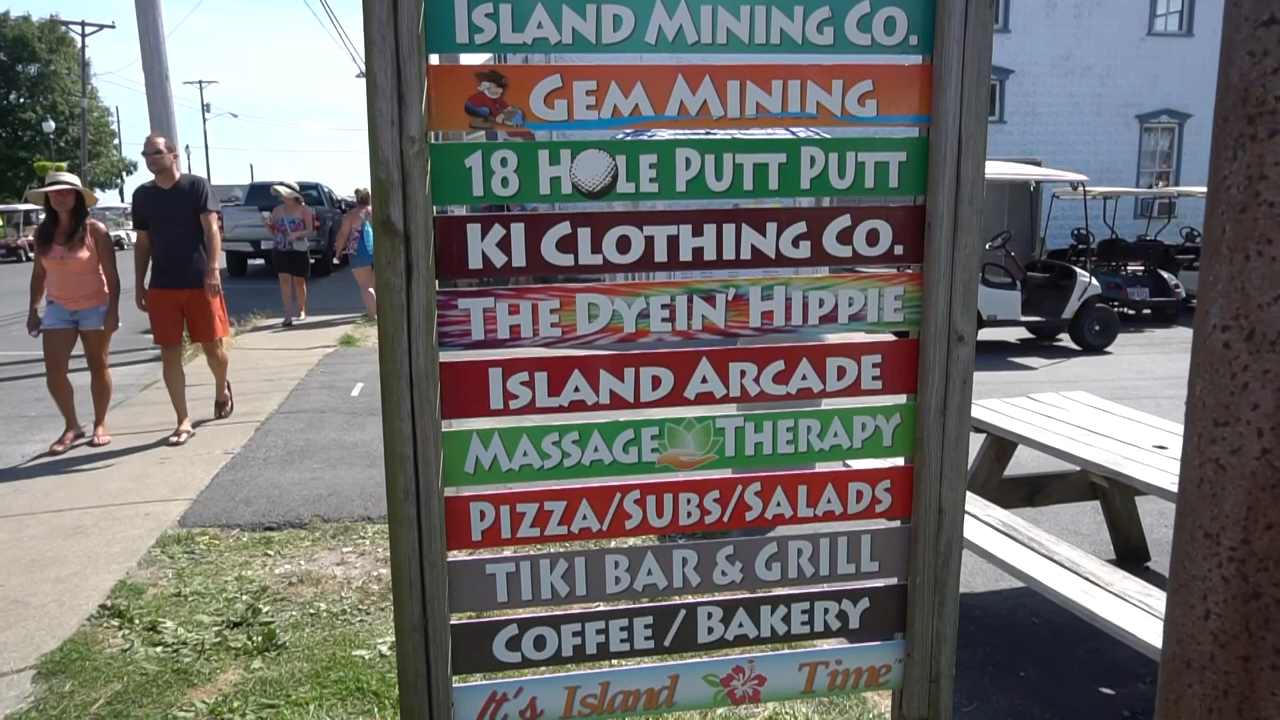 ISLAND MINING CO.
GEM MINING
18 HOLE PUTT PUTT
KI CLOTHING CO.
THE DYEIN' HIPPIE
ISLAND ARCADE
MASSAGE THERAPY
PIZZA/SUBS/SALADS
TIKI BAR & GRILL
COFFEE / BAKERY
It's Island Time